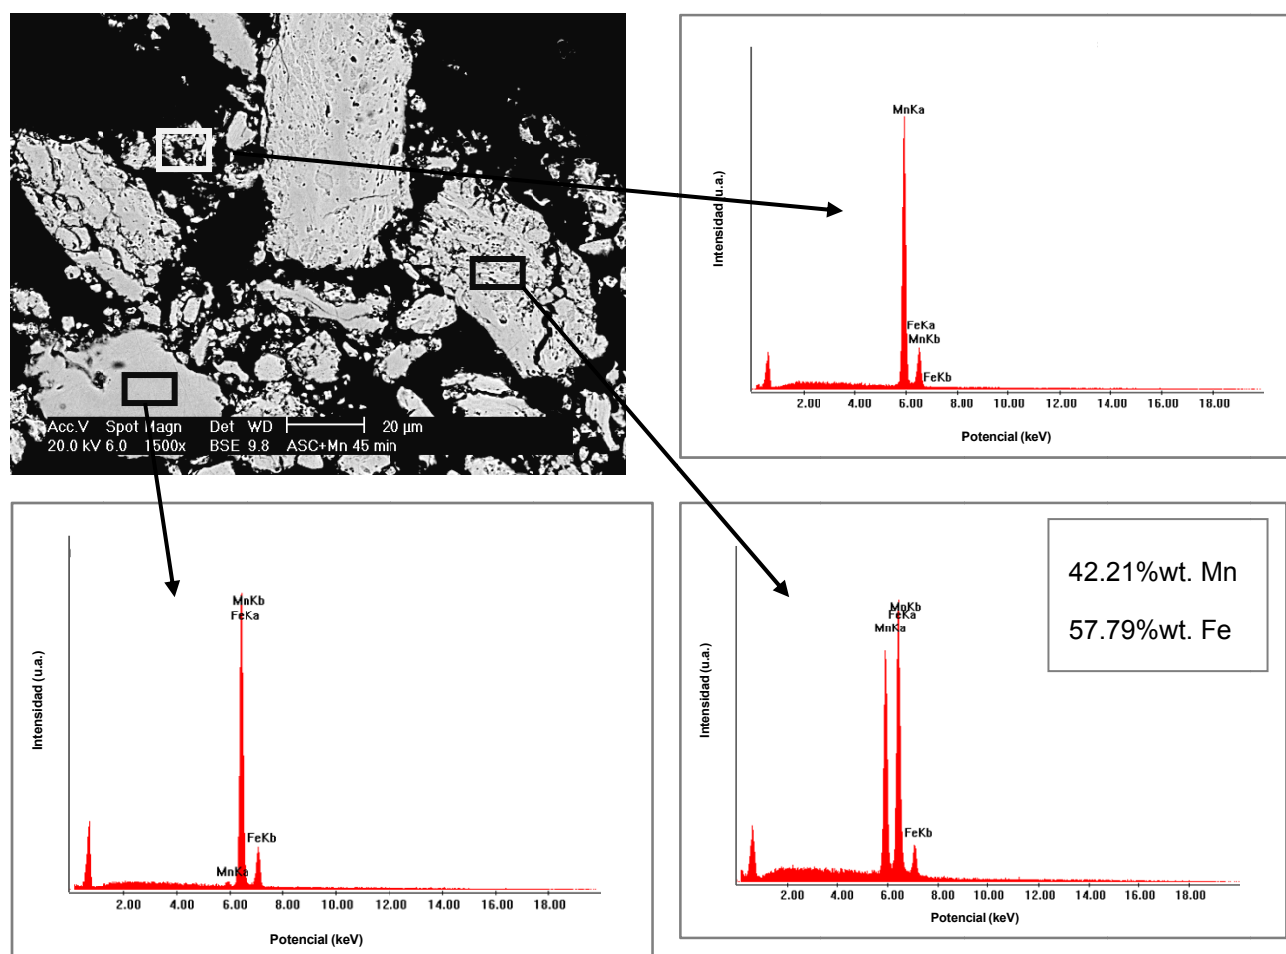 Acc.V Spot Magn Det WD 20 µm
20.0 kV 6.0 1500x BSE 9.8 ASC+Mn 45 min
Intensidad (u.a.)
MnKa
FeKa
MnKb
FeKb
2.00 4.00 6.00 8.00 10.00 12.00 14.00 16.00 18.00
Potencial (keV)
Intensidad (u.a.)
MnKb
FeKa
FeKb
MnKa
2.00 4.00 6.00 8.00 10.00 12.00 14.00 16.00 18.00
Potencial (keV)
42.21%wt. Mn
57.79%wt. Fe
Intensidad (u.a.)
MnKb
FeKa
MnKa
FeKb
2.00 4.00 6.00 8.00 10.00 12.00 14.00 16.00 18.00
Potencial (keV)